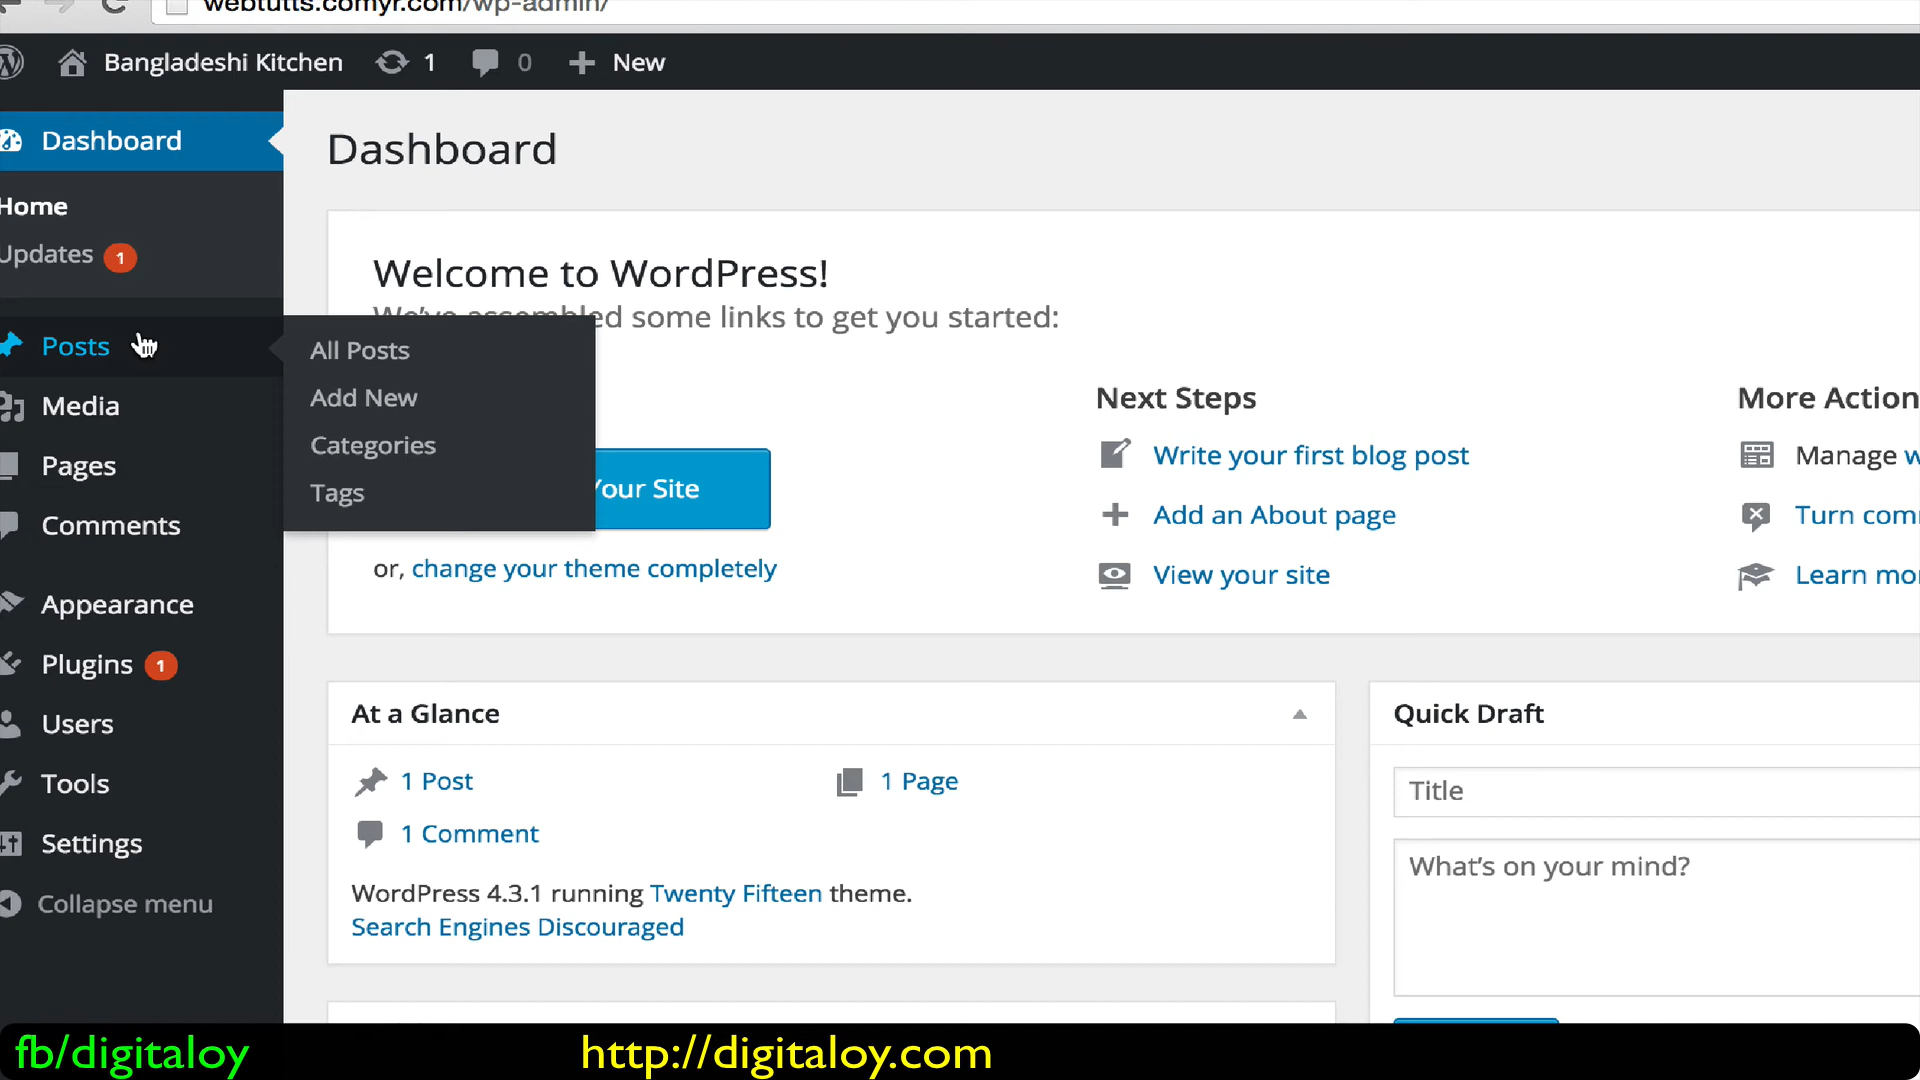 webtutts.comyr.com/wp-admin/
Bangladeshi Kitchen 1 0 New
Dashboard
Home
Updates 1
Posts
Media
Pages
Comments
Appearance
Plugins 1
Users
Tools
Settings
Collapse menu
All Posts
Add New
Categories
Tags
Dashboard
Welcome to WordPress!
We've assembled some links to get you started:
Your Site
or, change your theme completely
Next Steps
Write your first blog post
Add an About page
View your site
More Action
Manage w
Turn com
Learn mo
At a Glance
1 Post
1 Page
1 Comment
WordPress 4.3.1 running Twenty Fifteen theme.
Search Engines Discouraged
Quick Draft
Title
What's on your mind?
fb/digitaloy
http://digitaloy.com